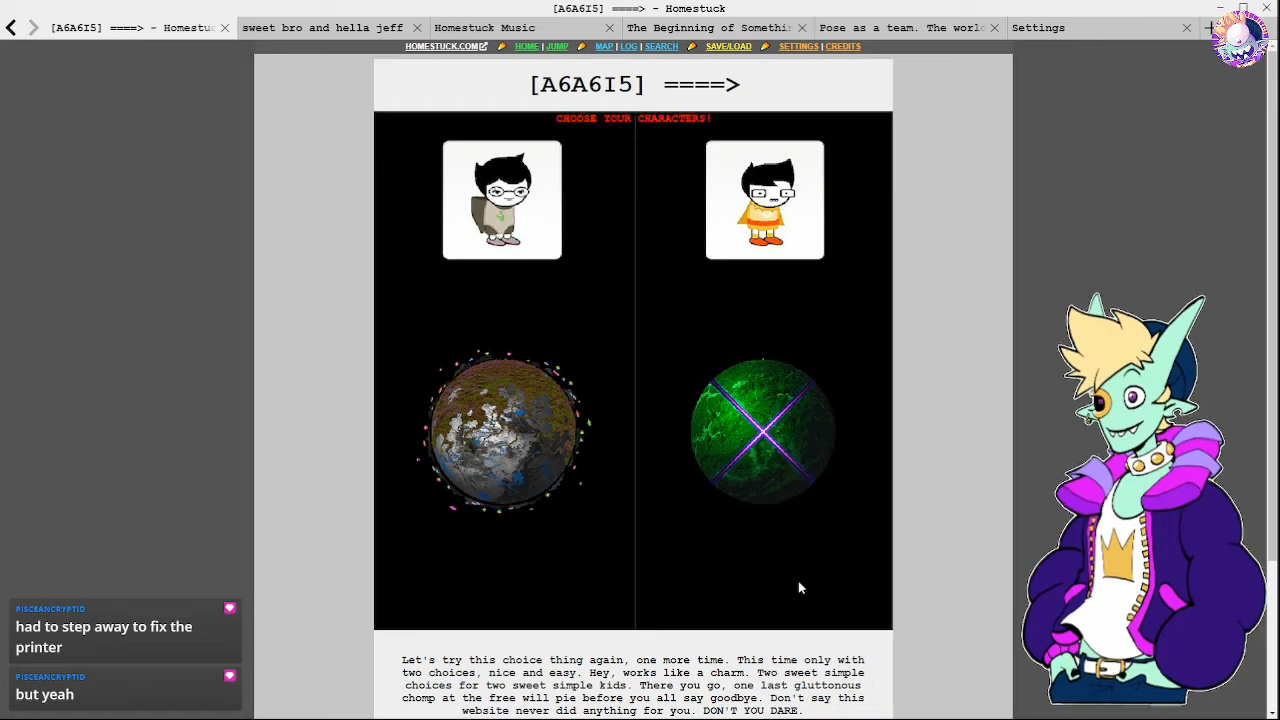 [A6A6I5] ====> - Homestuck
[A6A6I5] ====> - Homestuc
sweet bro and hella jeff
Homestuck Music
The Beginning of Somethin
Pose as a team. The worl
Settings
HOMESTUCK.COM HOME | JUMP MAP | LOG | SEARCH SAVE/LOAD SETTINGS | CREDITS
[A6A6I5] ====>
CHOOSE YOUR CHARACTERS!
Let's try this choice thing again, one more time. This time only with
two choices, nice and easy. Hey, works like a charm. Two sweet simple
choices for two sweet simple kids. There you go, one last gluttonous
chomp at the free will pie before you all say goodbye. Don't say this
website never did anything for you. DON'T YOU DARE.
PISCEANCRYPTID
had to step away to fix the
printer
PISCEANCRYPTID
but yeah